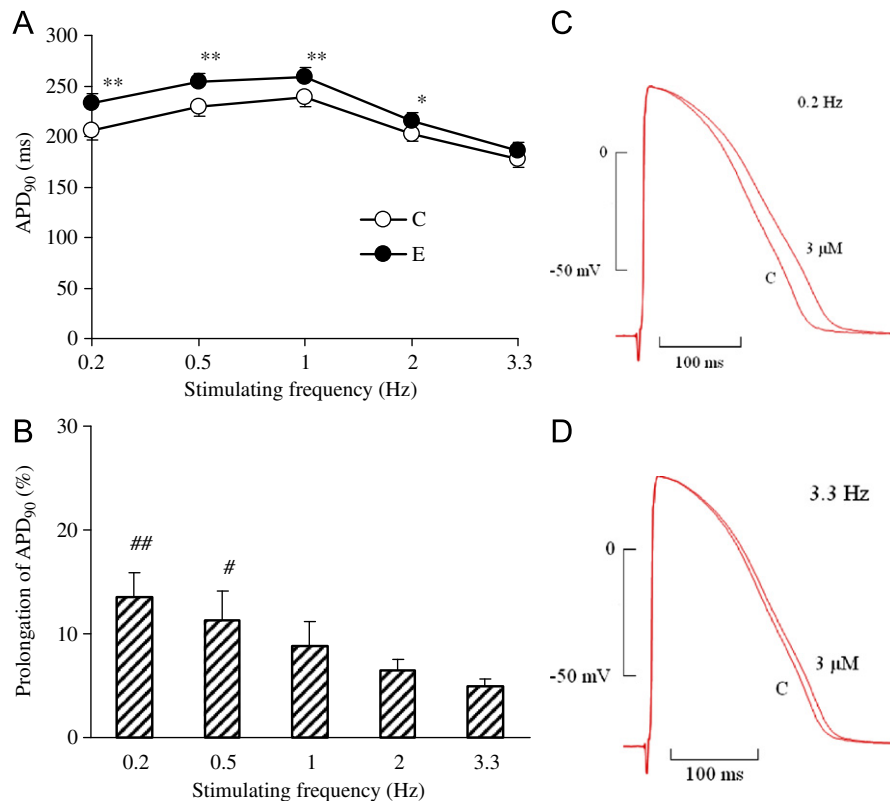 A
300
250
200
150
100
50
0
APD90 (ms)
** ** ** *
C
E
0.2 0.5 1 2 3.3
Stimulating frequency (Hz)
B
30
20
10
0
Prolongation of APD90 (%)
## #
0.2 0.5 1 2 3.3
Stimulating frequency (Hz)
C
0.2 Hz
0
3 μM
-50 mV
C
100 ms
D
3.3 Hz
0
3 μM
-50 mV
C
100 ms